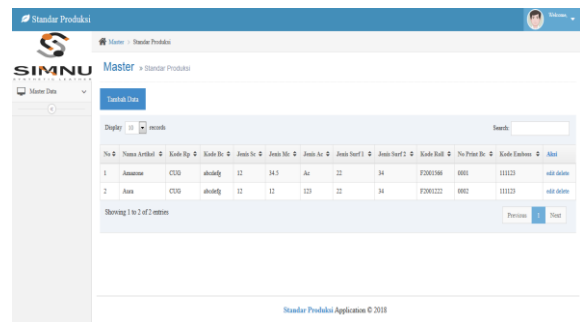 Standar Produksi
Welcome,
SIMNU
SYNTHETIC LEATHER
Master Data
Master > Standar Produksi
Master » Standar Produksi
Tambah Data
Display 10 records
Search:
No Nama Artikel Kode Rp Kode Bc Jenis Sc Jenis Mc Jenis Ac Jenis Surf 1 Jenis Surf 2 Kode Roll No Print Bc Kode Emboss Aksi
1 CUG abcdefg 12 34.5 Ac 22 34 F2001366 0001 111123 edit delete
2 Aura CUG abcdefg 12 12 123 22 34 F2001222 0002 111123 edit delete
Showing 1 to 2 of 2 entries
Previous 1 Next
Standar Produksi Application © 2018